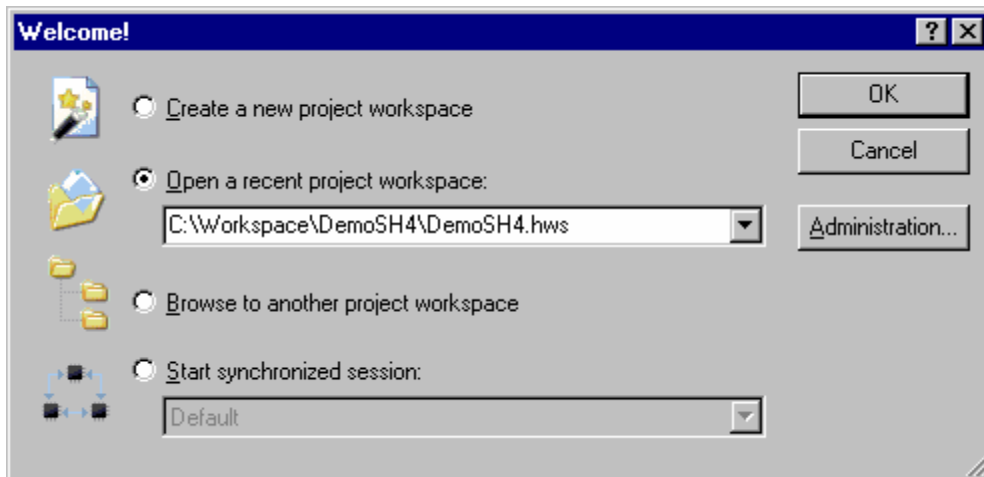 Welcome!
Create a new project workspace
OK
Cancel
Open a recent project workspace:
C:\Workspace\DemoSH4\DemoSH4.hws
Administration...
Browse to another project workspace
Start synchronized session:
Default